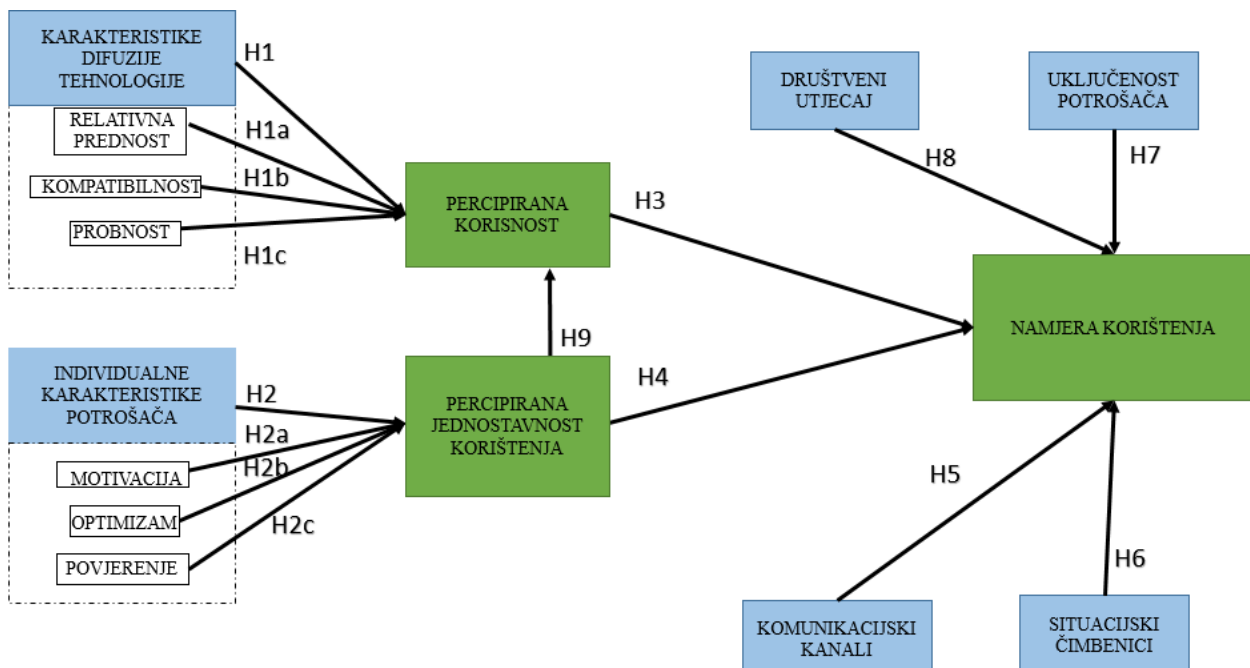 KARAKTERISTIKE
DIFUZIJE
TEHNOLOGIJE
H1
RELATIVNA
PREDNOST
H1a
KOMPATIBILNOST
H1b
PROBNOST
H1c
PERCIPIRANA
KORISNOST
H3
DRUŠTVENI
UTJECAJ
H8
UKLJUČENOST
POTROŠAČA
H7
NAMJERA KORIŠTENJA
INDIVIDUALNE
KARAKTERISTIKE
POTROŠAČA
H2
H2a
MOTIVACIJA
H2b
OPTIMIZAM
H2c
POVJERENJE
H9
PERCIPIRANA
JEDNOSTAVNOST
KORIŠTENJA
H4
H5
H6
KOMUNIKACIJSKI
KANALI
SITUACIJSKI
ČIMBENICI